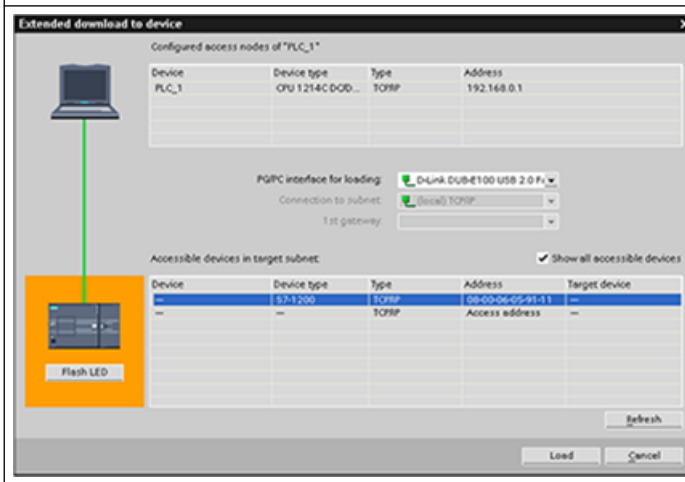 Extended download to device
Configured access nodes of "PLC_1"
Device Device type Type Address
PLC_1 CPU 1214C DC/D... TCP/IP 192.168.0.1
PG/PC interface for loading: D-Link DUB-E100 USB 2.0 Fa
Connection to subnet: (local) TCP/IP
1st gateway:
Accessible devices in target subnet: Show all accessible devices
Device Device type Type Address Target device
— S7-1200 TCP/IP 08-00-06-05-91-11 —
— — TCP/IP Access address —
Flash LED
Refresh
Load Cancel